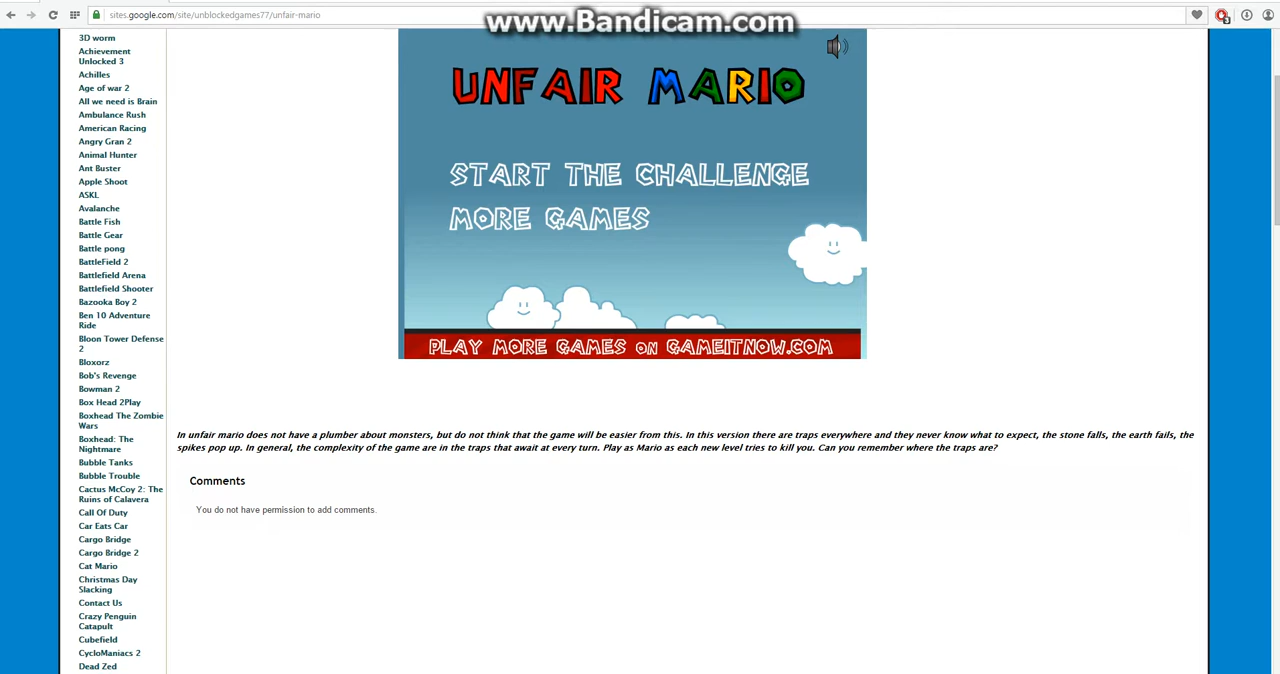 sites.google.com/site/unblockedgames77/unfair-mario
www.Bandicam.com
3
3D worm
Achievement
Unlocked 3
Achilles
Age of war 2
All we need is Brain
Ambulance Rush
American Racing
Angry Gran 2
Animal Hunter
Ant Buster
Apple Shoot
ASKL
Avalanche
Battle Fish
Battle Gear
Battle pong
BattleField 2
Battlefield Arena
Battlefield Shooter
Bazooka Boy 2
Ben 10 Adventure
Ride
Bloon Tower Defense
2
Bloxorz
Bob's Revenge
Bowman 2
Box Head 2Play
Boxhead The Zombie
Wars
Boxhead: The
Nightmare
Bubble Tanks
Bubble Trouble
Cactus McCoy 2: The
Ruins of Calavera
Call Of Duty
Car Eats Car
Cargo Bridge
Cargo Bridge 2
Cat Mario
Christmas Day
Slacking
Contact Us
Crazy Penguin
Catapult
Cubefield
CycloManiacs 2
Dead Zed
UNFAIR MARIO
START THE CHALLENGE
MORE GAMES
PLAY MORE GAMES ON GAMEITNOW.COM
In unfair mario does not have a plumber about monsters, but do not think that the game will be easier from this. In this version there are traps everywhere and they never know what to expect, the stone falls, the earth fails, the
spikes pop up. In general, the complexity of the game are in the traps that await at every turn. Play as Mario as each new level tries to kill you. Can you remember where the traps are?
Comments
You do not have permission to add comments.